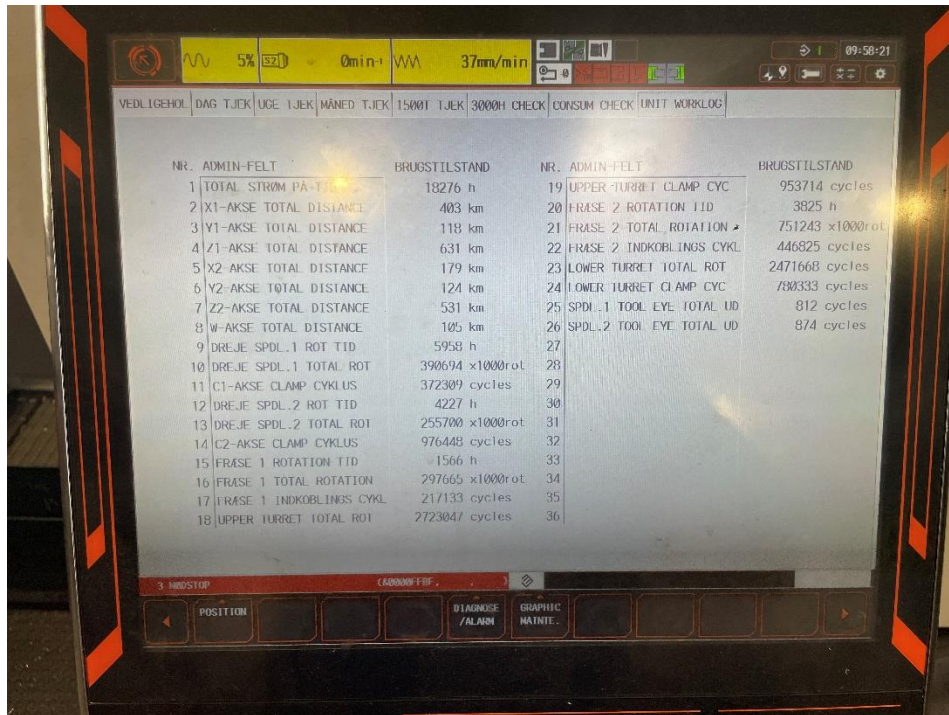 5% S2 0min-1 37mm/min
09:58:21
VEDLIGEHOL DAG TJEK UGE TJEK MÅNED TJEK 1500T TJEK 3000H CHECK CONSUM CHECK UNIT WORKLOG
NR. ADMIN-FELT BRUGSTILSTAND NR. ADMIN-FELT BRUGSTILSTAND
1 TOTAL STRØM PÅ-TID 18276 h 19 UPPER-TURRET CLAMP CYC 953714 cycles
2 X1-AKSE TOTAL DISTANCE 403 km 20 FRÆSE 2 ROTATION TID 3825 h
3 Y1-AKSE TOTAL DISTANCE 118 km 21 FRÆSE 2 TOTAL ROTATION 751243 x1000rot
4 Z1-AKSE TOTAL DISTANCE 631 km 22 FRÆSE 2 INDKOBLINGS CYKL 446825 cycles
5 X2-AKSE TOTAL DISTANCE 179 km 23 LOWER TURRET TOTAL ROT 2471668 cycles
6 Y2-AKSE TOTAL DISTANCE 124 km 24 LOWER TURRET CLAMP CYC 780333 cycles
7 Z2-AKSE TOTAL DISTANCE 531 km 25 SPDL.1 TOOL EYE TOTAL UD 812 cycles
8 W-AKSE TOTAL DISTANCE 105 km 26 SPDL.2 TOOL EYE TOTAL UD 874 cycles
9 DREJE SPDL.1 ROT TID 5958 h 27
10 DREJE SPDL.1 TOTAL ROT 390694 x1000rot 28
11 C1-AKSE CLAMP CYKLUS 372309 cycles 29
12 DREJE SPDL.2 ROT TID 4227 h 30
13 DREJE SPDL.2 TOTAL ROT 255700 x1000rot 31
14 C2-AKSE CLAMP CYKLUS 976448 cycles 32
15 FRÆSE 1 ROTATION TID 1566 h 33
16 FRÆSE 1 TOTAL ROTATION 297665 x1000rot 34
17 FRÆSE 1 INDKOBLINGS CYKL 217133 cycles 35
18 UPPER TURRET TOTAL ROT 2723047 cycles 36
3 NØDSTOP
POSITION DIAGNOSE /ALARM GRAPHIC MAINTE.